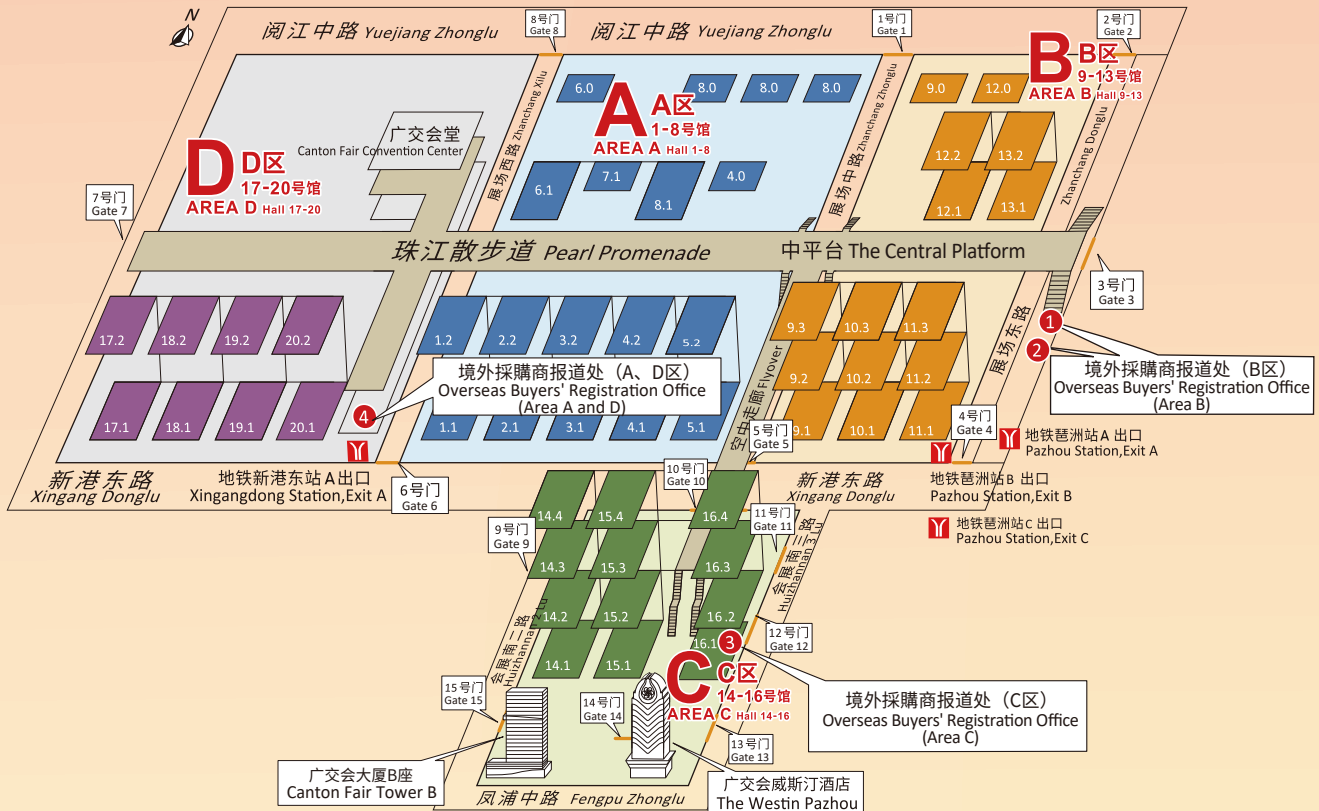 N
阅江中路 Yuejiang Zhonglu
8号门
Gate 8
阅江中路 Yuejiang Zhonglu
1号门
Gate 1
2号门
Gate 2
B
B区
9-13号馆
AREA B Hall 9-13
A
A区
1-8号馆
AREA A Hall 1-8
6.0
8.0
8.0
8.0
9.0
12.0
广交会堂
Canton Fair Convention Center
展场西路 Zhanchang Xilu
展场中路 Zhanchang Zhonglu
Zhanchang Donglu
D
D区
17-20号馆
AREA D Hall 17-20
12.2
13.2
6.1
7.1
8.1
4.0
12.1
13.1
7号门
Gate 7
珠江散步道 Pearl Promenade
中平台 The Central Platform
3号门
Gate 3
17.2
18.2
19.2
20.2
1.2
2.2
3.2
4.2
5.2
9.3
10.3
11.3
展场东路
1
2
境外採購商报道处（B区）
Overseas Buyers' Registration Office
(Area B)
境外採購商报道处（A、D区）
Overseas Buyers' Registration Office
(Area A and D)
9.2
10.2
11.2
空中走廊 Flyover
4
17.1
18.1
19.1
20.1
1.1
2.1
3.1
4.1
5.1
9.1
10.1
11.1
5号门
Gate 5
4号门
Gate 4
地铁琶洲站A 出口
Pazhou Station,Exit A
新港东路
Xingang Donglu
地铁新港东站A出口
Xingangdong Station,Exit A
6号门
Gate 6
10号门
Gate 10
新港东路
Xingang Donglu
地铁琶洲站B 出口
Pazhou Station,Exit B
地铁琶洲站C 出口
Pazhou Station,Exit C
11号门
Gate 11
14.4
15.4
16.4
9号门
Gate 9
14.3
15.3
16.3
会展南三路
Huizhannan 3 Lu
14.2
15.2
16.2
12号门
Gate 12
会展南二路
Huizhannan 2 Lu
14.1
15.1
16.1
3
C
C区
14-16号馆
AREA C Hall 14-16
境外採購商报道处（C区）
Overseas Buyers' Registration Office
(Area C)
15号门
Gate 15
14号门
Gate 14
13号门
Gate 13
广交会大厦B座
Canton Fair Tower B
广交会威斯汀酒店
The Westin Pazhou
凤浦中路 Fengpu Zhonglu